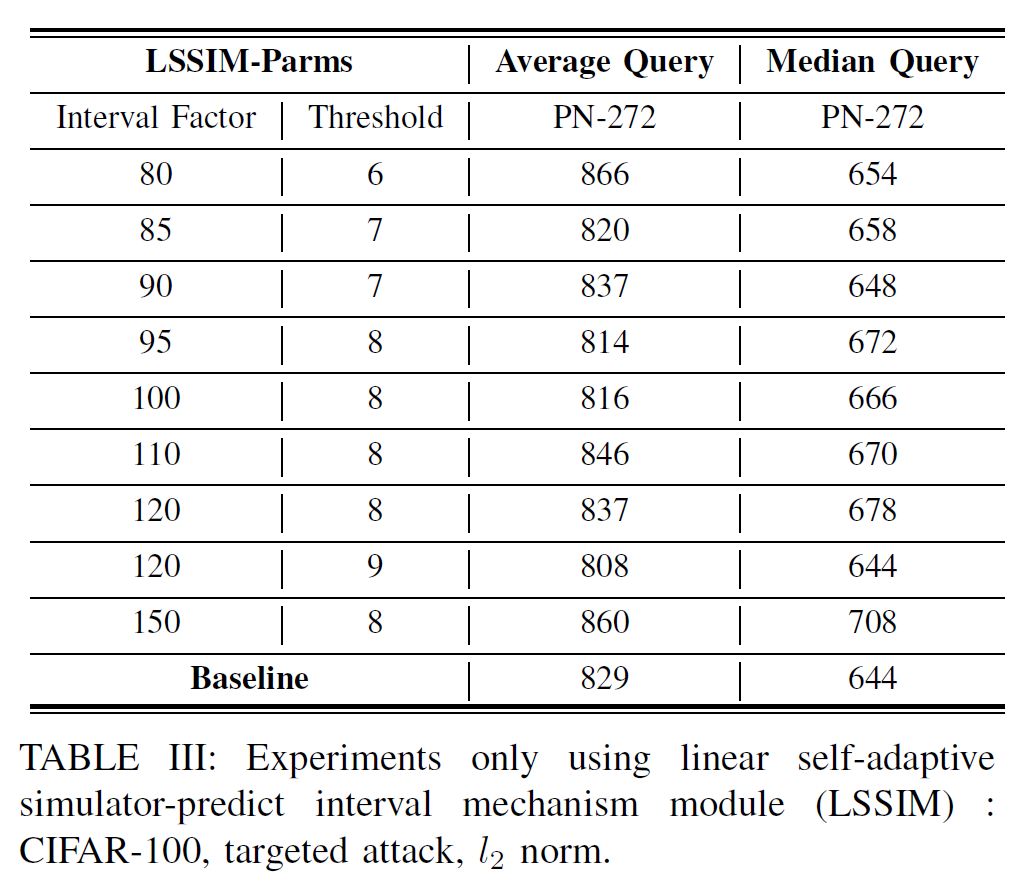 LSSIM-Parms Average Query Median Query
Interval Factor Threshold PN-272 PN-272
80 6 866 654
85 7 820 658
90 7 837 648
95 8 814 672
100 8 816 666
110 8 846 670
120 8 837 678
120 9 808 644
150 8 860 708
Baseline 829 644
TABLE III: Experiments only using linear self-adaptive
simulator-predict interval mechanism module (LSSIM) :
CIFAR-100, targeted attack, l2 norm.